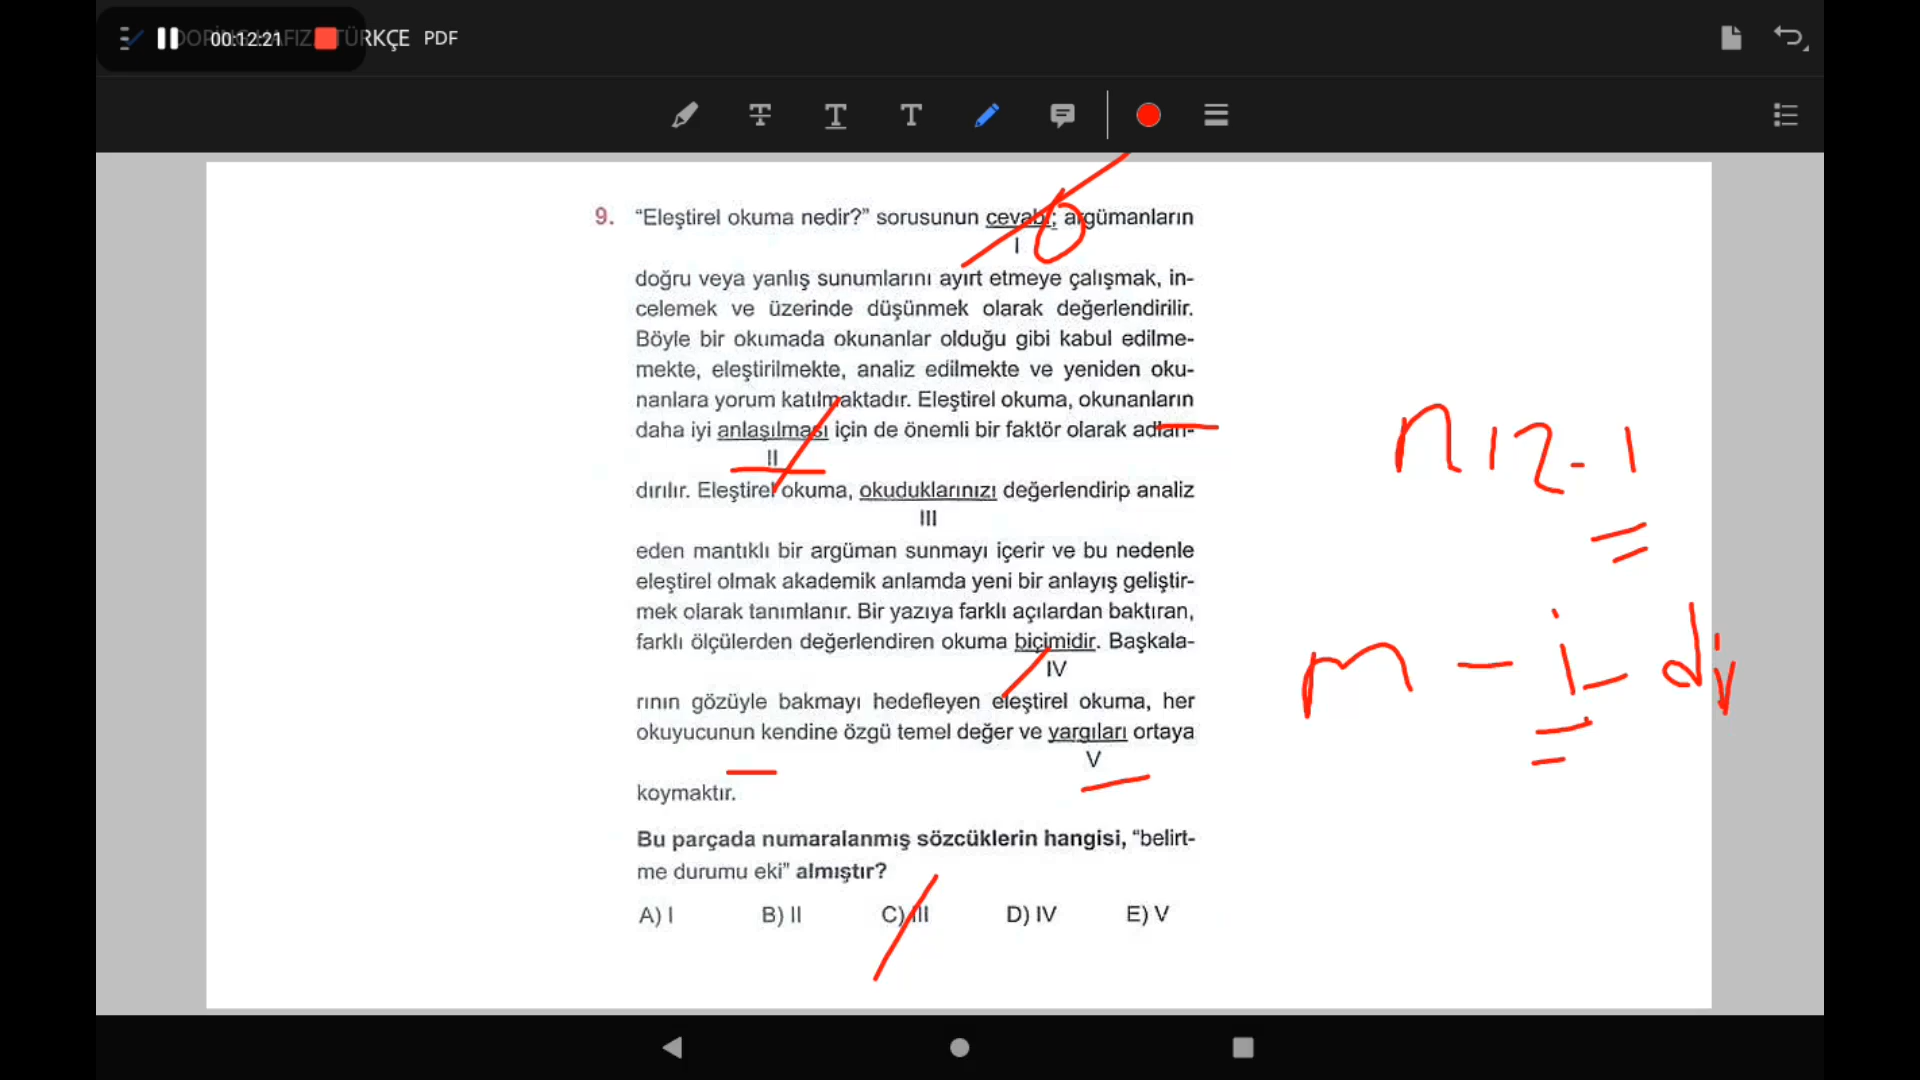 00:12:21
TÜRKÇE PDF
9. “Eleştirel okuma nedir?” sorusunun cevabı; argümanların
I
doğru veya yanlış sunumlarını ayırt etmeye çalışmak, in-
celemek ve üzerinde düşünmek olarak değerlendirilir.
Böyle bir okumada okunanlar olduğu gibi kabul edilme-
mekte, eleştirilmekte, analiz edilmekte ve yeniden oku-
nanlara yorum katılmaktadır. Eleştirel okuma, okunanların
daha iyi anlaşılması için de önemli bir faktör olarak adlan-
II
dırılır. Eleştirel okuma, okuduklarınızı değerlendirip analiz
III
eden mantıklı bir argüman sunmayı içerir ve bu nedenle
eleştirel olmak akademik anlamda yeni bir anlayış geliştir-
mek olarak tanımlanır. Bir yazıya farklı açılardan baktıran,
farklı ölçülerden değerlendiren okuma biçimidir. Başkala-
IV
rının gözüyle bakmayı hedefleyen eleştirel okuma, her
okuyucunun kendine özgü temel değer ve yargıları ortaya
V
koymaktır.
Bu parçada numaralanmış sözcüklerin hangisi, “belirt-
me durumu eki” almıştır?
A) I B) II C) III D) IV E) V